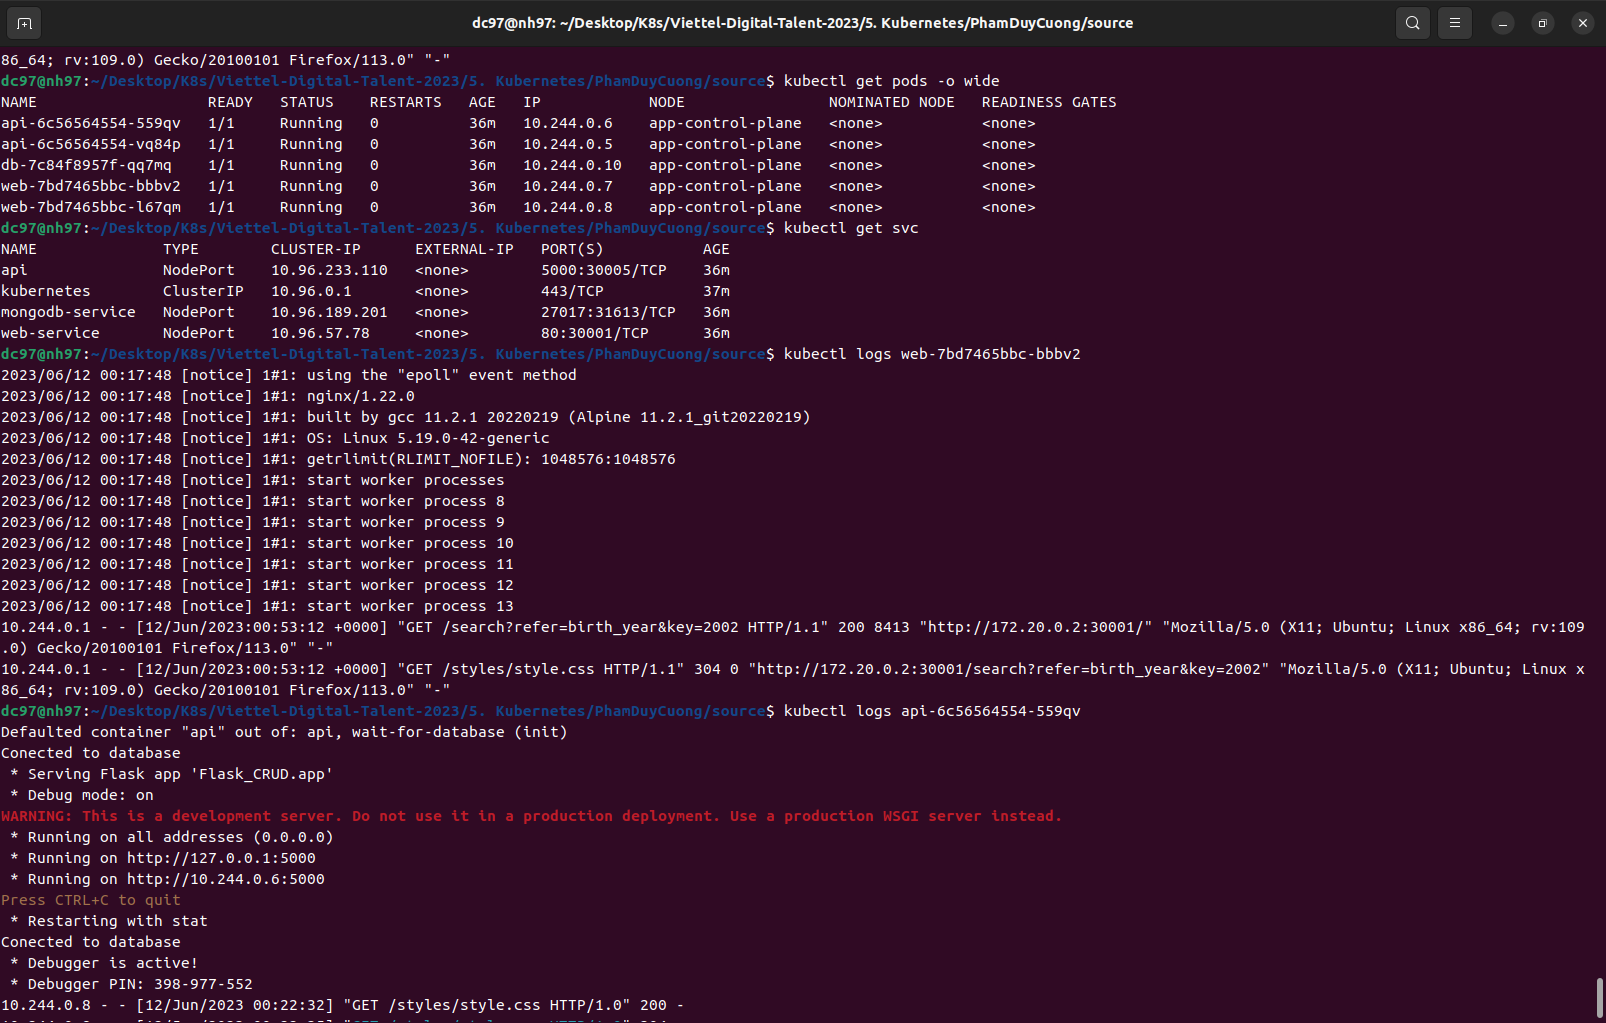 dc97@nh97: ~/Desktop/K8s/Viettel-Digital-Talent-2023/5. Kubernetes/PhamDuyCuong/source
86_64; rv:109.0) Gecko/20100101 Firefox/113.0" "-"
dc97@nh97:~/Desktop/K8s/Viettel-Digital-Talent-2023/5. Kubernetes/PhamDuyCuong/source$ kubectl get pods -o wide
NAME READY STATUS RESTARTS AGE IP NODE NOMINATED NODE READINESS GATES
api-6c56564554-559qv 1/1 Running 0 36m 10.244.0.6 app-control-plane <none> <none>
api-6c56564554-vq84p 1/1 Running 0 36m 10.244.0.5 app-control-plane <none> <none>
db-7c84f8957f-qq7mq 1/1 Running 0 36m 10.244.0.10 app-control-plane <none> <none>
web-7bd7465bbc-bbbv2 1/1 Running 0 36m 10.244.0.7 app-control-plane <none> <none>
web-7bd7465bbc-l67qm 1/1 Running 0 36m 10.244.0.8 app-control-plane <none> <none>
dc97@nh97:~/Desktop/K8s/Viettel-Digital-Talent-2023/5. Kubernetes/PhamDuyCuong/source$ kubectl get svc
NAME TYPE CLUSTER-IP EXTERNAL-IP PORT(S) AGE
api NodePort 10.96.233.110 <none> 5000:30005/TCP 36m
kubernetes ClusterIP 10.96.0.1 <none> 443/TCP 37m
mongodb-service NodePort 10.96.189.201 <none> 27017:31613/TCP 36m
web-service NodePort 10.96.57.78 <none> 80:30001/TCP 36m
dc97@nh97:~/Desktop/K8s/Viettel-Digital-Talent-2023/5. Kubernetes/PhamDuyCuong/source$ kubectl logs web-7bd7465bbc-bbbv2
2023/06/12 00:17:48 [notice] 1#1: using the "epoll" event method
2023/06/12 00:17:48 [notice] 1#1: nginx/1.22.0
2023/06/12 00:17:48 [notice] 1#1: built by gcc 11.2.1 20220219 (Alpine 11.2.1_git20220219)
2023/06/12 00:17:48 [notice] 1#1: OS: Linux 5.19.0-42-generic
2023/06/12 00:17:48 [notice] 1#1: getrlimit(RLIMIT_NOFILE): 1048576:1048576
2023/06/12 00:17:48 [notice] 1#1: start worker processes
2023/06/12 00:17:48 [notice] 1#1: start worker process 8
2023/06/12 00:17:48 [notice] 1#1: start worker process 9
2023/06/12 00:17:48 [notice] 1#1: start worker process 10
2023/06/12 00:17:48 [notice] 1#1: start worker process 11
2023/06/12 00:17:48 [notice] 1#1: start worker process 12
2023/06/12 00:17:48 [notice] 1#1: start worker process 13
10.244.0.1 - - [12/Jun/2023:00:53:12 +0000] "GET /search?refer=birth_year&key=2002 HTTP/1.1" 200 8413 "http://172.20.0.2:30001/" "Mozilla/5.0 (X11; Ubuntu; Linux x86_64; rv:109
.0) Gecko/20100101 Firefox/113.0" "-"
10.244.0.1 - - [12/Jun/2023:00:53:12 +0000] "GET /styles/style.css HTTP/1.1" 304 0 "http://172.20.0.2:30001/search?refer=birth_year&key=2002" "Mozilla/5.0 (X11; Ubuntu; Linux x
86_64; rv:109.0) Gecko/20100101 Firefox/113.0" "-"
dc97@nh97:~/Desktop/K8s/Viettel-Digital-Talent-2023/5. Kubernetes/PhamDuyCuong/source$ kubectl logs api-6c56564554-559qv
Defaulted container "api" out of: api, wait-for-database (init)
Conected to database
 * Serving Flask app 'Flask_CRUD.app'
 * Debug mode: on
WARNING: This is a development server. Do not use it in a production deployment. Use a production WSGI server instead.
 * Running on all addresses (0.0.0.0)
 * Running on http://127.0.0.1:5000
 * Running on http://10.244.0.6:5000
Press CTRL+C to quit
 * Restarting with stat
Conected to database
 * Debugger is active!
 * Debugger PIN: 398-977-552
10.244.0.8 - - [12/Jun/2023 00:22:32] "GET /styles/style.css HTTP/1.0" 200 -